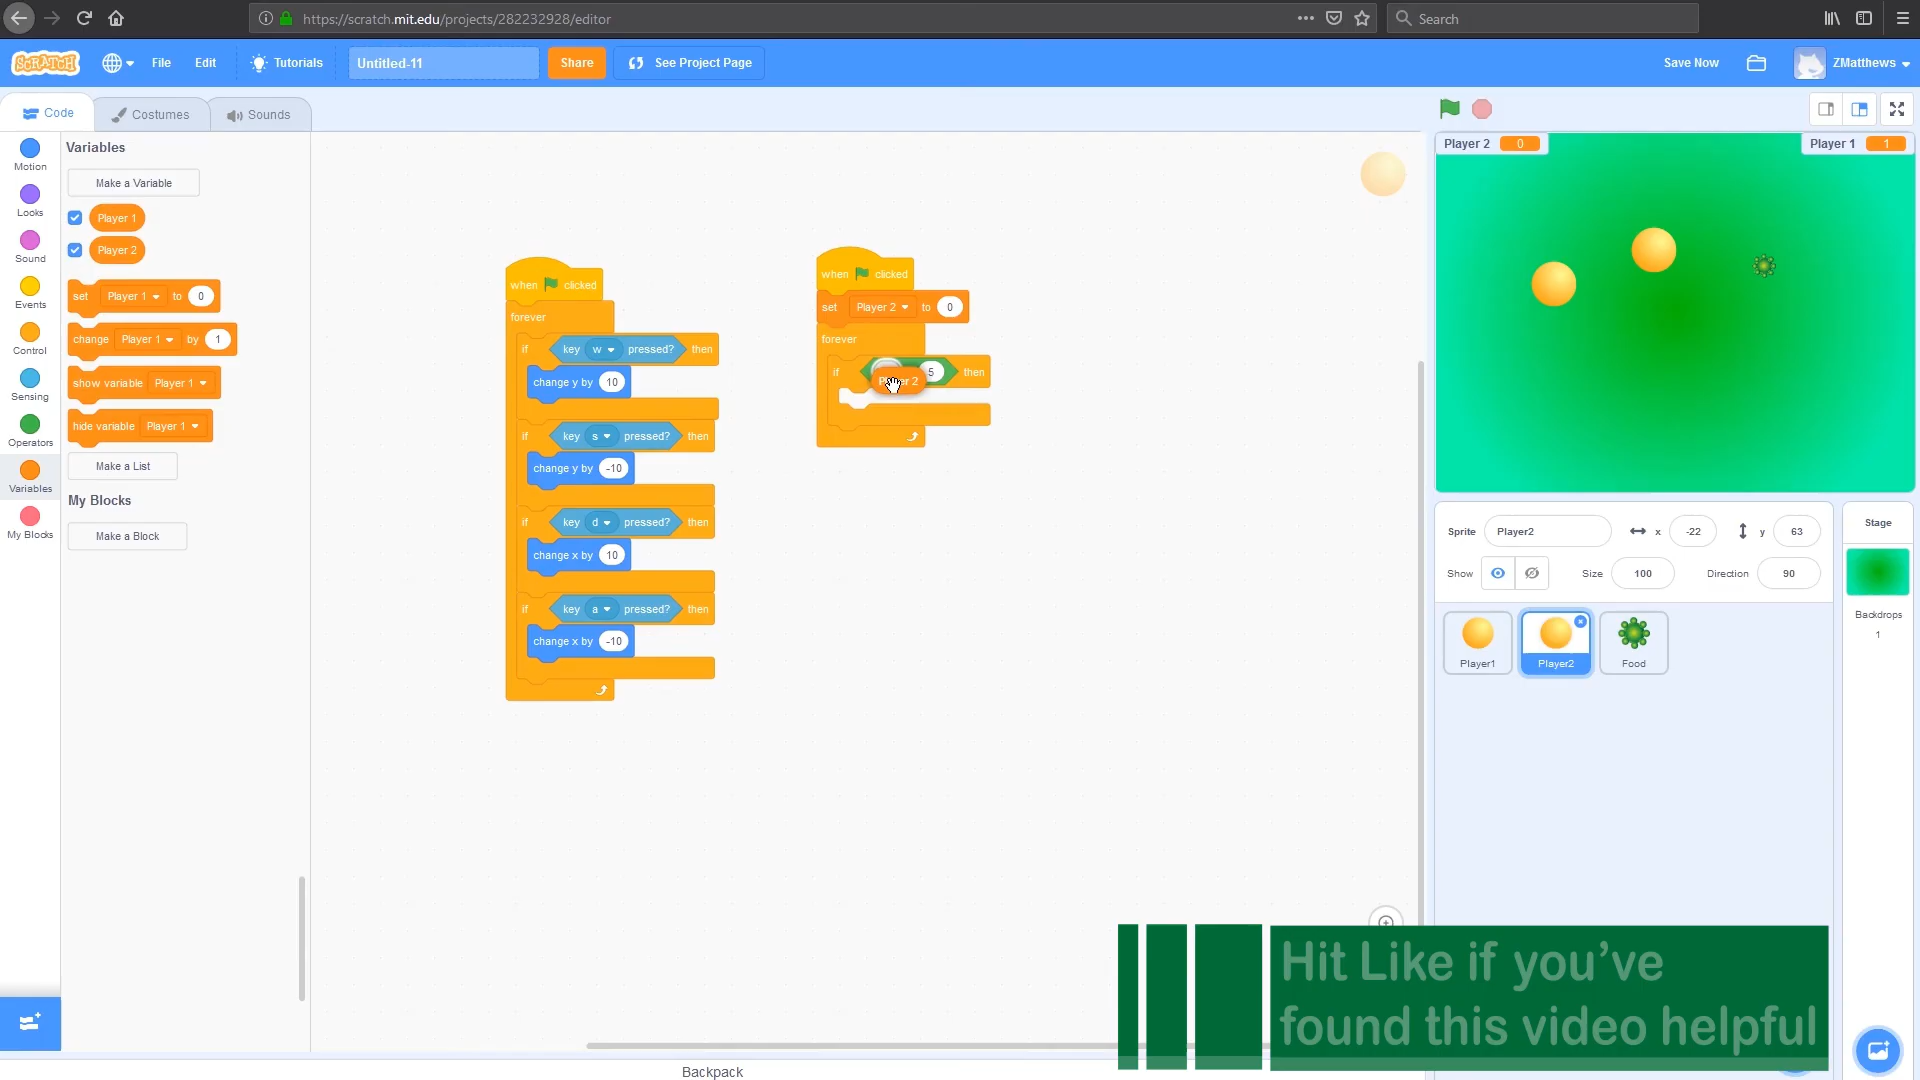 https://scratch.mit.edu/projects/282232928/editor
Search
SCRATCH
File
Edit
Tutorials
Untitled-11
Share
See Project Page
Save Now
ZMatthews
Code
Costumes
Sounds
Motion
Looks
Sound
Events
Control
Sensing
Operators
Variables
My Blocks
Variables
Make a Variable
Player 1
Player 2
set Player 1 to 0
change Player 1 by 1
show variable Player 1
hide variable Player 1
Make a List
My Blocks
Make a Block
when clicked
forever
if key w pressed? then
change y by 10
if key s pressed? then
change y by -10
if key d pressed? then
change x by 10
if key a pressed? then
change x by -10
when clicked
set Player 2 to 0
forever
if 5 then
Player 2
Player 2 0
Player 1 1
Sprite Player2 x -22 y 63
Show Size 100 Direction 90
Player1
Player2
Food
Stage
Backdrops
1
Hit Like if you've
found this video helpful
Backpack